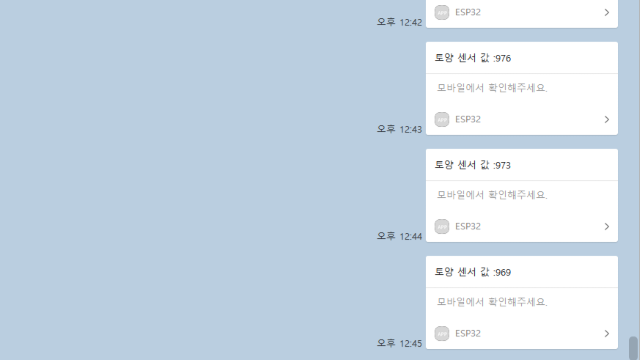 ESP32
오후 12:42
토양 센서 값 :976
모바일에서 확인해주세요.
APP ESP32
오후 12:43
토양 센서 값 :973
모바일에서 확인해주세요.
APP ESP32
오후 12:44
토양 센서 값 :969
모바일에서 확인해주세요.
APP ESP32
오후 12:45